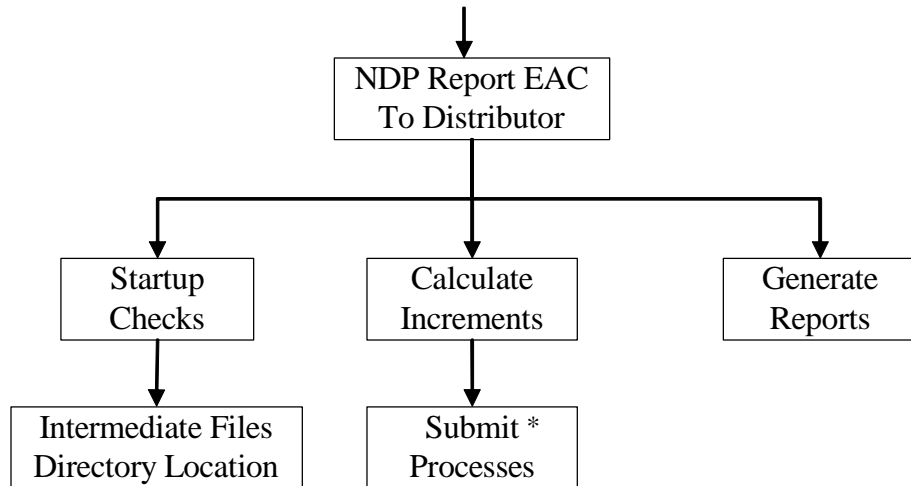 NDP Report EAC
To Distributor
Startup
Checks
Calculate
Increments
Generate
Reports
Intermediate Files
Directory Location
Submit *
Processes